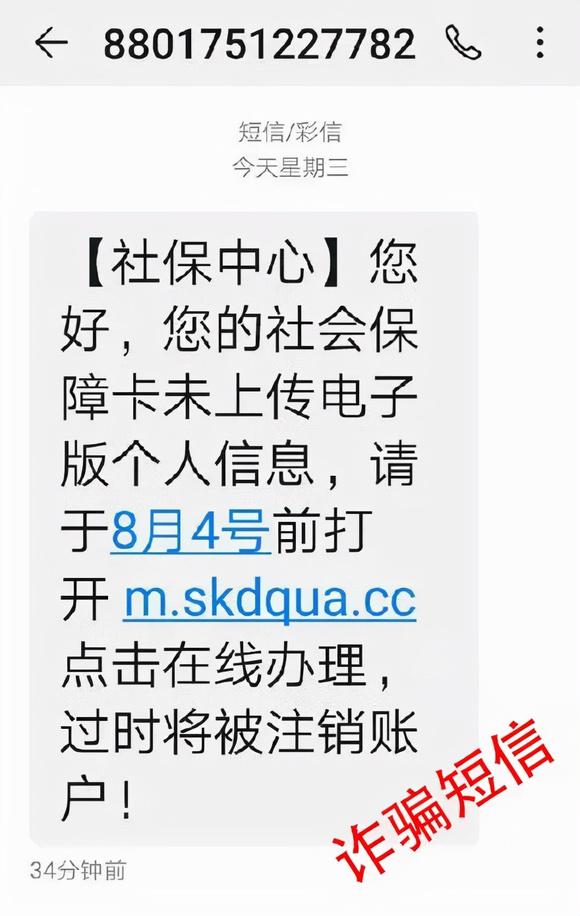 8801751227782
短信/彩信
今天星期三
【社保中心】您
好，您的社会保
障卡未上传电子
版个人信息，请
于8月4号前打
开 m.skdqua.cc
点击在线办理，
过时将被注销账
户！
34分钟前
诈骗短信